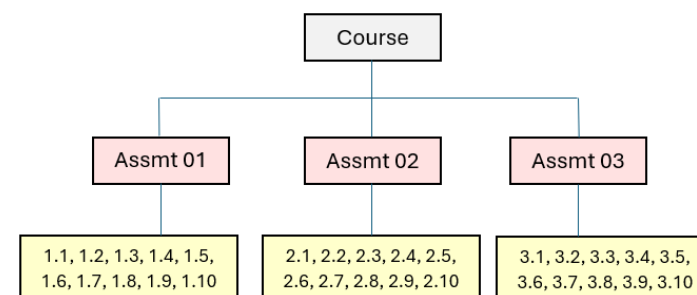 Course
Assmt 01
Assmt 02
Assmt 03
1.1, 1.2, 1.3, 1.4, 1.5,
1.6, 1.7, 1.8, 1.9, 1.10
2.1, 2.2, 2.3, 2.4, 2.5,
2.6, 2.7, 2.8, 2.9, 2.10
3.1, 3.2, 3.3, 3.4, 3.5,
3.6, 3.7, 3.8, 3.9, 3.10